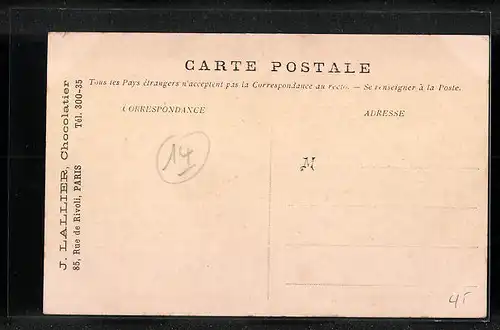 CARTE POSTALE
Tous les Pays étrangers n'acceptent pas la Correspondance au recto. — Se renseigner à la Poste.
CORRESPONDANCE
ADRESSE
J. LALLIER, Chocolatier
85, Rue de Rivoli, PARIS Tél. 300-35
14
M
4F